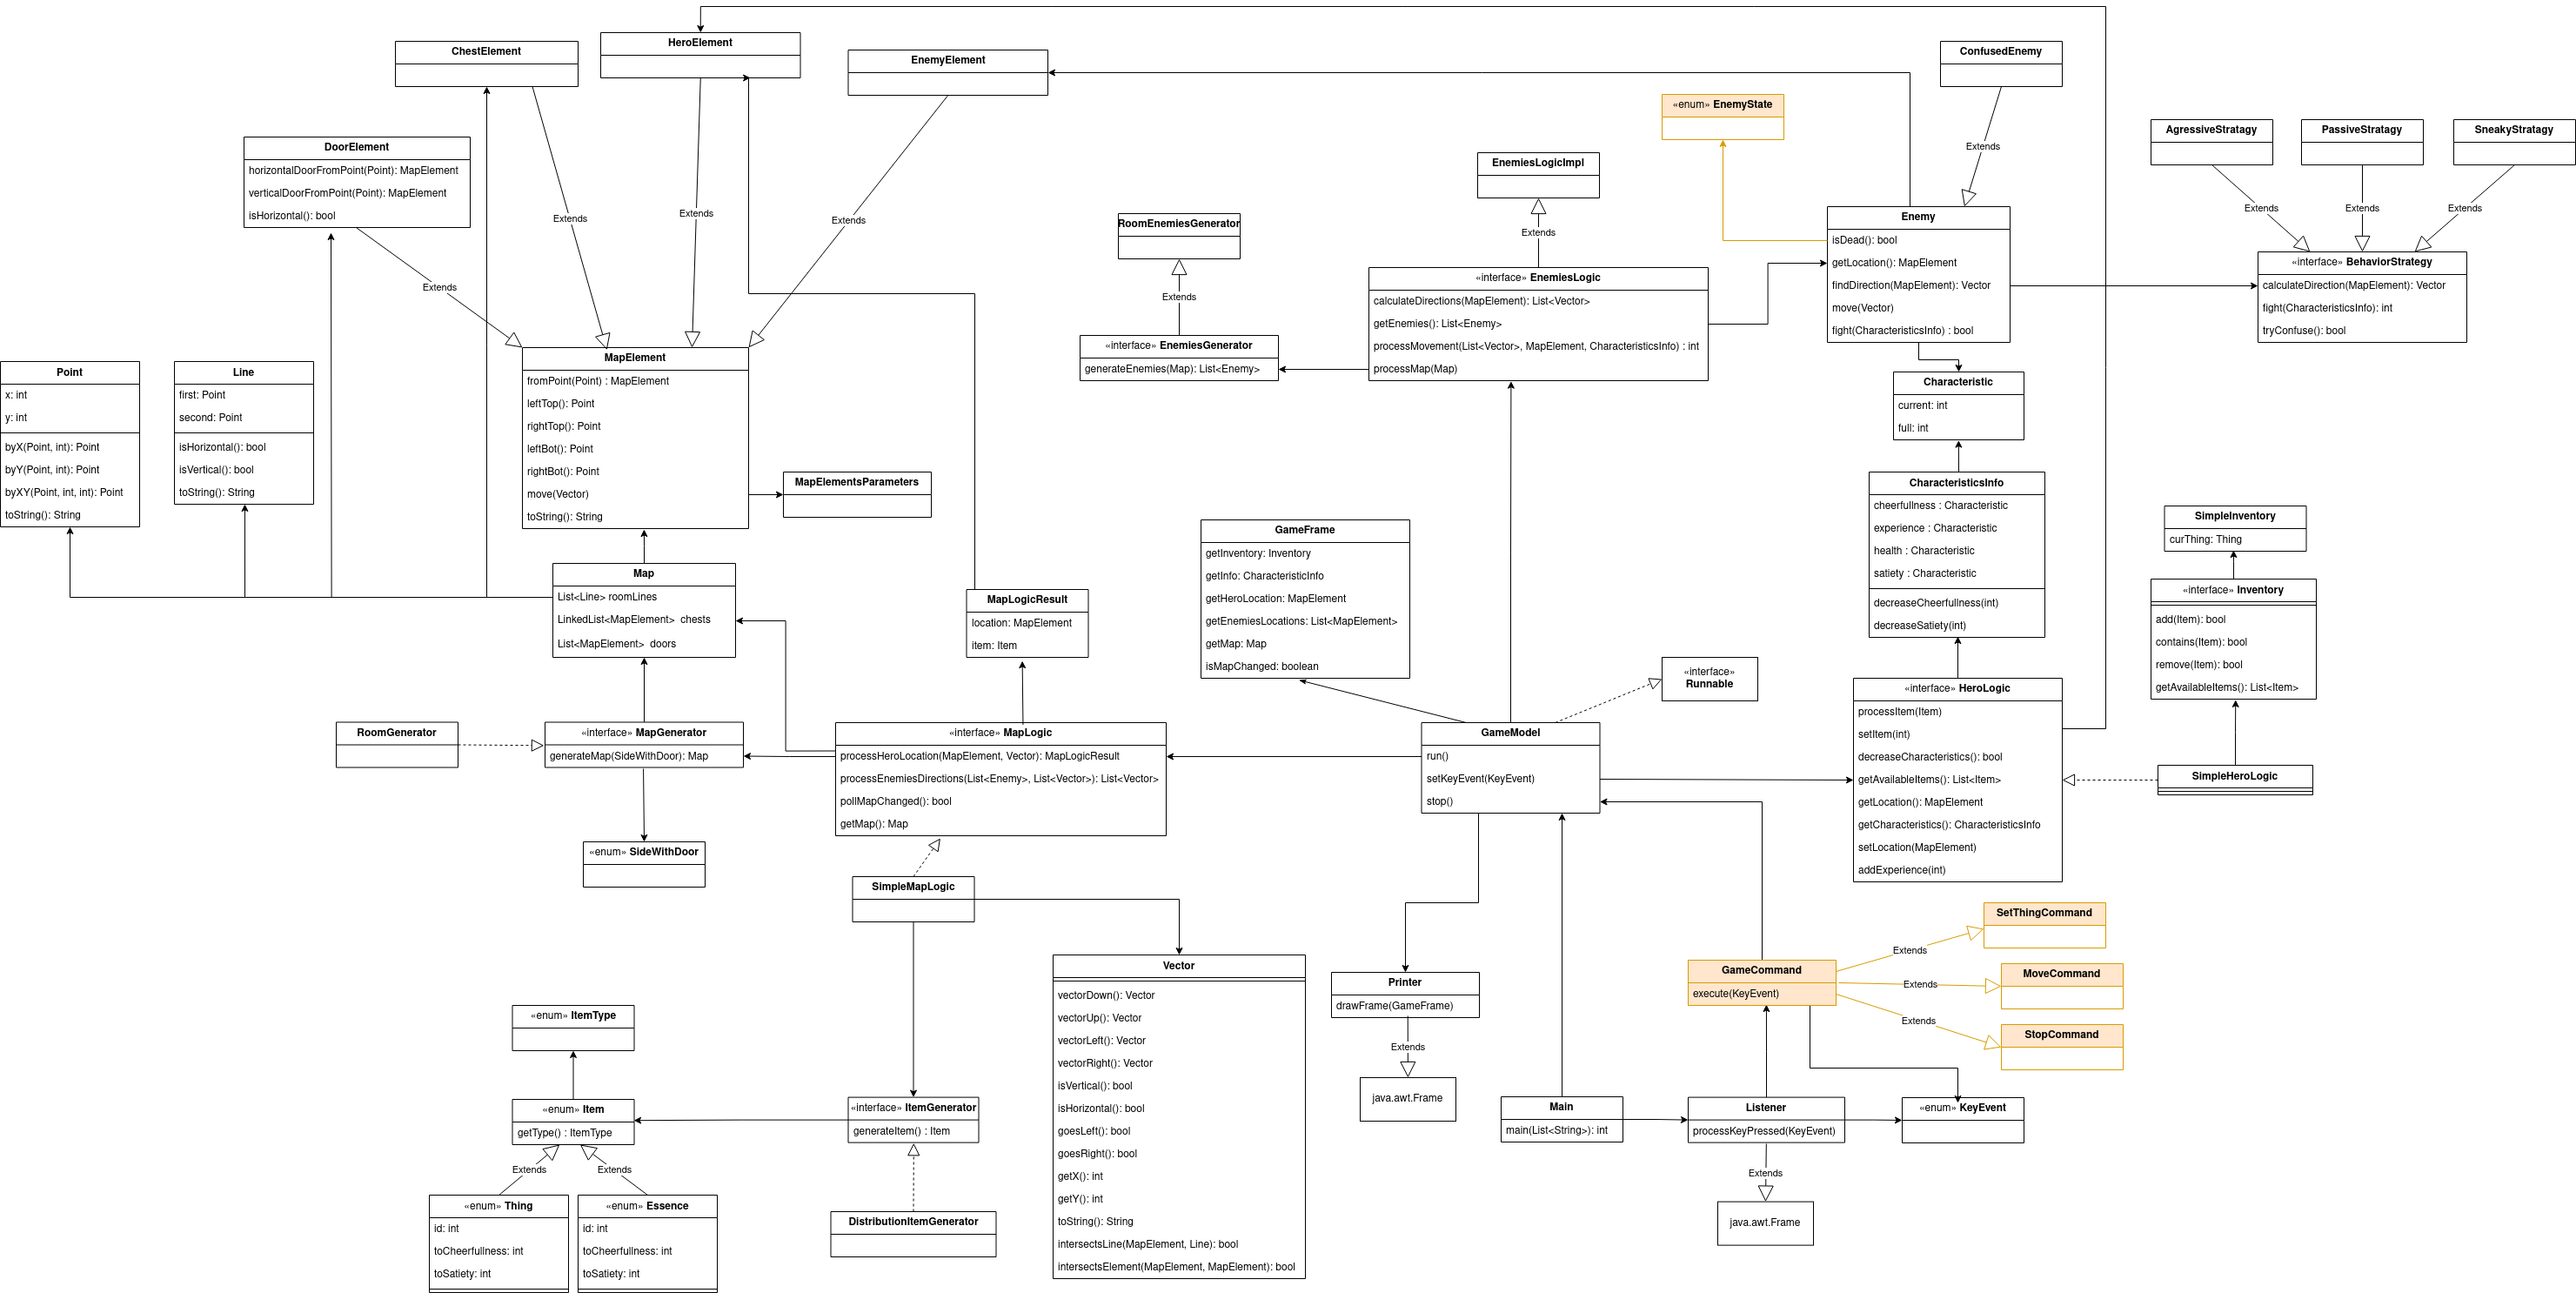 ChestElement
HeroElement
EnemyElement
ConfusedEnemy
«enum» EnemyState
AgressiveStratagy
PassiveStratagy
SneakyStratagy
DoorElement
horizontalDoorFromPoint(Point): MapElement
verticalDoorFromPoint(Point): MapElement
isHorizontal(): bool
EnemiesLogicImpl
RoomEnemiesGenerator
Extends
Extends
Extends
Extends
Extends
Extends
Extends
Extends
Extends
Extends
Extends
Enemy
isDead(): bool
getLocation(): MapElement
findDirection(MapElement): Vector
move(Vector)
fight(CharacteristicsInfo) : bool
«interface» BehaviorStrategy
calculateDirection(MapElement): Vector
fight(CharacteristicsInfo): int
tryConfuse(): bool
«interface» EnemiesLogic
calculateDirections(MapElement): List<Vector>
getEnemies(): List<Enemy>
processMovement(List<Vector>, MapElement, CharacteristicsInfo) : int
processMap(Map)
«interface» EnemiesGenerator
generateEnemies(Map): List<Enemy>
Point
x: int
y: int
byX(Point, int): Point
byY(Point, int): Point
byXY(Point, int, int): Point
toString(): String
Line
first: Point
second: Point
isHorizontal(): bool
isVertical(): bool
toString(): String
MapElement
fromPoint(Point) : MapElement
leftTop(): Point
rightTop(): Point
leftBot(): Point
rightBot(): Point
move(Vector)
toString(): String
MapElementsParameters
Characteristic
current: int
full: int
CharacteristicsInfo
cheerfullness : Characteristic
experience : Characteristic
health : Characteristic
satiety : Characteristic
decreaseCheerfullness(int)
decreaseSatiety(int)
SimpleInventory
curThing: Thing
«interface» Inventory
add(Item): bool
contains(Item): bool
remove(Item): bool
getAvailableItems(): List<Item>
GameFrame
getInventory: Inventory
getInfo: CharacteristicInfo
getHeroLocation: MapElement
getEnemiesLocations: List<MapElement>
getMap: Map
isMapChanged: boolean
Map
List<Line> roomLines
LinkedList<MapElement>  chests
List<MapElement>  doors
MapLogicResult
location: MapElement
item: Item
«interface»
Runnable
«interface» HeroLogic
processItem(Item)
setItem(int)
decreaseCharacteristics(): bool
getAvailableItems(): List<Item>
getLocation(): MapElement
getCharacteristics(): CharacteristicsInfo
setLocation(MapElement)
addExperience(int)
SimpleHeroLogic
RoomGenerator
«interface» MapGenerator
generateMap(SideWithDoor): Map
«interface» MapLogic
processHeroLocation(MapElement, Vector): MapLogicResult
processEnemiesDirections(List<Enemy>, List<Vector>): List<Vector>
pollMapChanged(): bool
getMap(): Map
GameModel
run()
setKeyEvent(KeyEvent)
stop()
«enum» SideWithDoor
SimpleMapLogic
SetThingCommand
MoveCommand
StopCommand
Extends
Extends
Extends
GameCommand
execute(KeyEvent)
Vector
vectorDown(): Vector
vectorUp(): Vector
vectorLeft(): Vector
vectorRight(): Vector
isVertical(): bool
isHorizontal(): bool
goesLeft(): bool
goesRight(): bool
getX(): int
getY(): int
toString(): String
intersectsLine(MapElement, Line): bool
intersectsElement(MapElement, MapElement): bool
Printer
drawFrame(GameFrame)
Extends
java.awt.Frame
«enum» ItemType
«enum» Item
getType() : ItemType
Extends
Extends
«interface» ItemGenerator
generateItem() : Item
Main
main(List<String>): int
Listener
processKeyPressed(KeyEvent)
«enum» KeyEvent
Extends
java.awt.Frame
«enum» Thing
id: int
toCheerfullness: int
toSatiety: int
«enum» Essence
id: int
toCheerfullness: int
toSatiety: int
DistributionItemGenerator